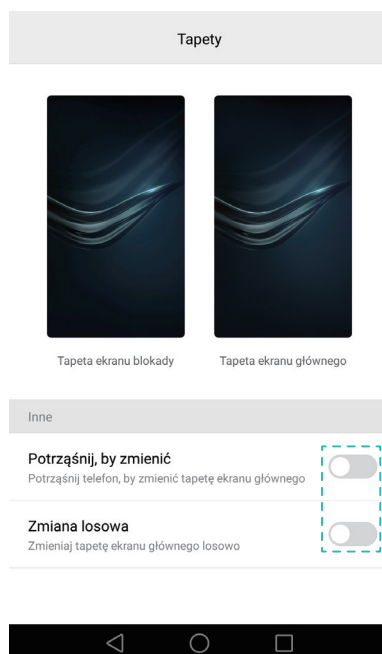 Tapety
Tapeta ekranu blokady
Tapeta ekranu głównego
Inne
Potrząśnij, by zmienić
Potrząśnij telefon, by zmienić tapetę ekranu głównego
Zmiana losowa
Zmieniaj tapetę ekranu głównego losowo